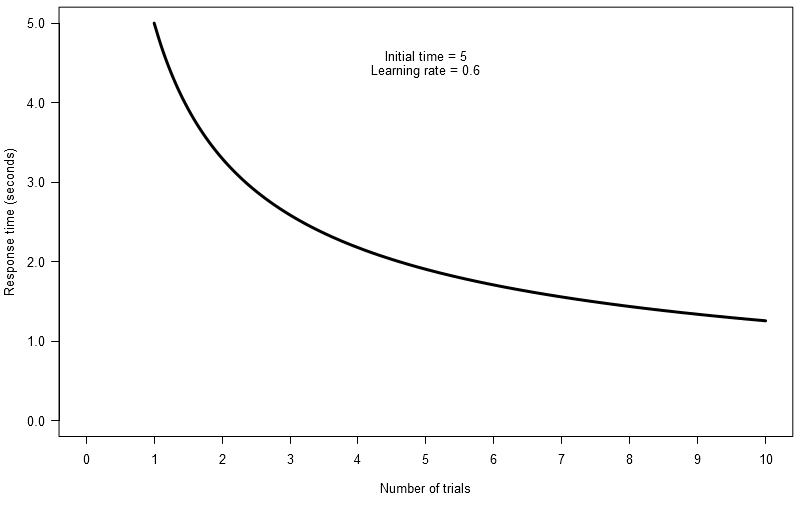 Initial time = 5
Learning rate = 0.6
Response time (seconds)
5.0
4.0
3.0
2.0
1.0
0.0
0 1 2 3 4 5 6 7 8 9 10
Number of trials